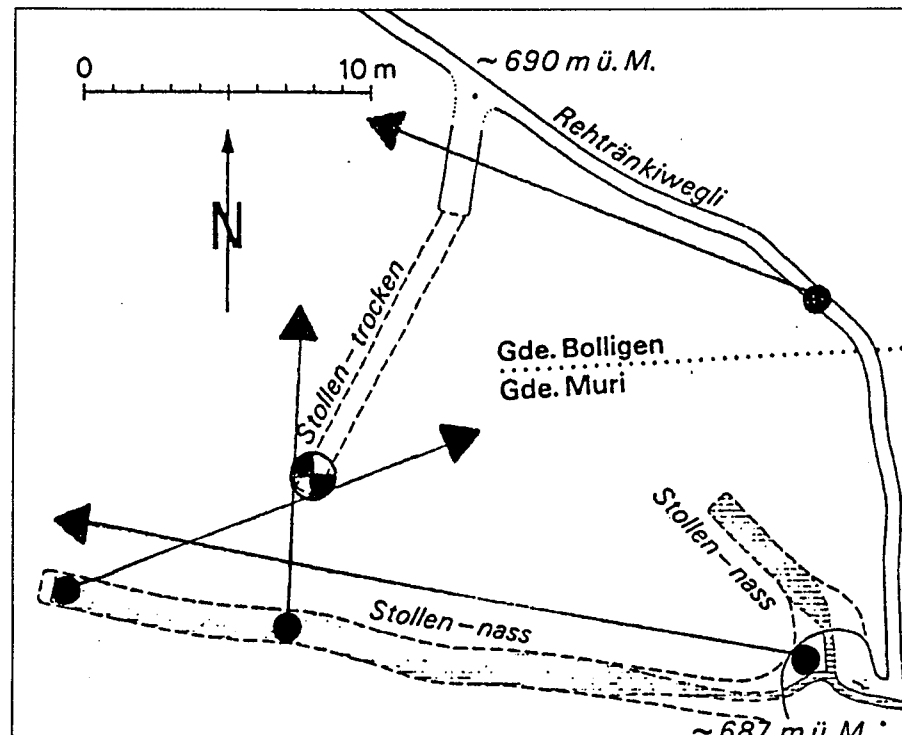 0 10 m
~ 690 m ü. M.
Rehtränkiwegli
N
Stollen-trocken
Gde. Bolligen
Gde. Muri
Stollen-nass
Stollen-nass
~ 687 m ü. M.